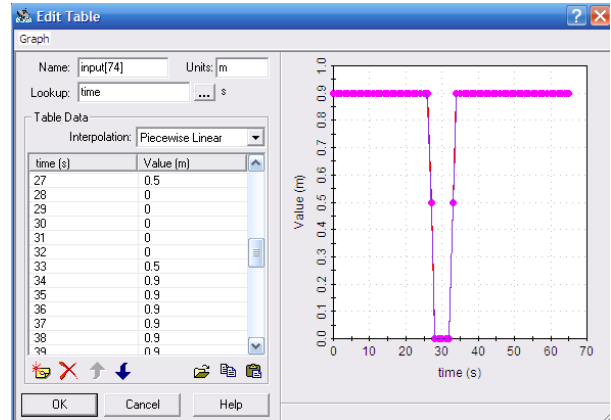 Edit Table
Graph
Name: input[74] Units: m
Lookup: time ... s
Table Data
Interpolation: Piecewise Linear
time (s) Value (m)
27 0.5
28 0
29 0
30 0
31 0
32 0
33 0.5
34 0.9
35 0.9
36 0.9
37 0.9
38 0.9
39 0.9
OK Cancel Help
Value (m)
1.0
0.9
0.8
0.7
0.6
0.5
0.4
0.3
0.2
0.1
0.0
0 10 20 30 40 50 60 70
time (s)